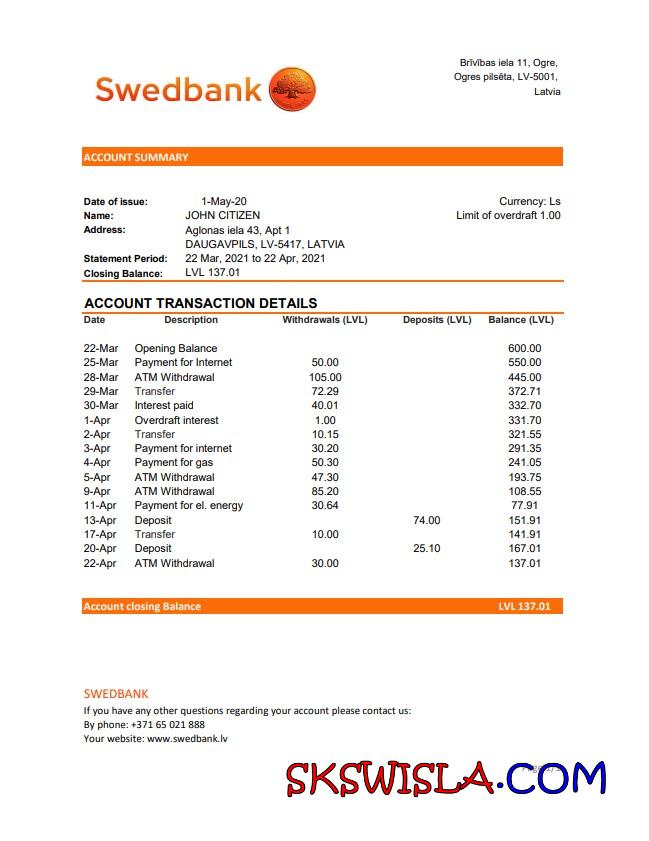 Swedbank
Brīvības iela 11, Ogre,
Ogres pilsēta, LV-5001,
Latvia
ACCOUNT SUMMARY
Date of issue: 1-May-20 Currency: Ls
Name: JOHN CITIZEN Limit of overdraft 1.00
Address: Aglonas iela 43, Apt 1
DAUGAVPILS, LV-5417, LATVIA
Statement Period: 22 Mar, 2021 to 22 Apr, 2021
Closing Balance: LVL 137.01
ACCOUNT TRANSACTION DETAILS
Date Description Withdrawals (LVL) Deposits (LVL) Balance (LVL)
22-Mar Opening Balance 600.00
25-Mar Payment for Internet 50.00 550.00
28-Mar ATM Withdrawal 105.00 445.00
29-Mar Transfer 72.29 372.71
30-Mar Interest paid 40.01 332.70
1-Apr Overdraft interest 1.00 331.70
2-Apr Transfer 10.15 321.55
3-Apr Payment for internet 30.20 291.35
4-Apr Payment for gas 50.30 241.05
5-Apr ATM Withdrawal 47.30 193.75
9-Apr ATM Withdrawal 85.20 108.55
11-Apr Payment for el. energy 30.64 77.91
13-Apr Deposit 74.00 151.91
17-Apr Transfer 10.00 141.91
20-Apr Deposit 25.10 167.01
22-Apr ATM Withdrawal 30.00 137.01
Account closing Balance LVL 137.01
SWEDBANK
If you have any other questions regarding your account please contact us:
By phone: +371 65 021 888
Your website: www.swedbank.lv
SKSWISLA.COM